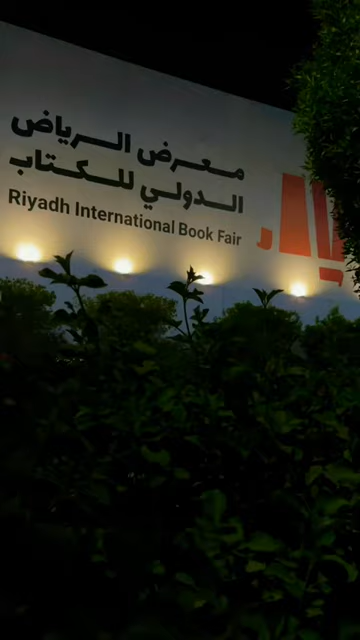 معرض الرياض
الدولي للكتاب
Riyadh International Book Fair